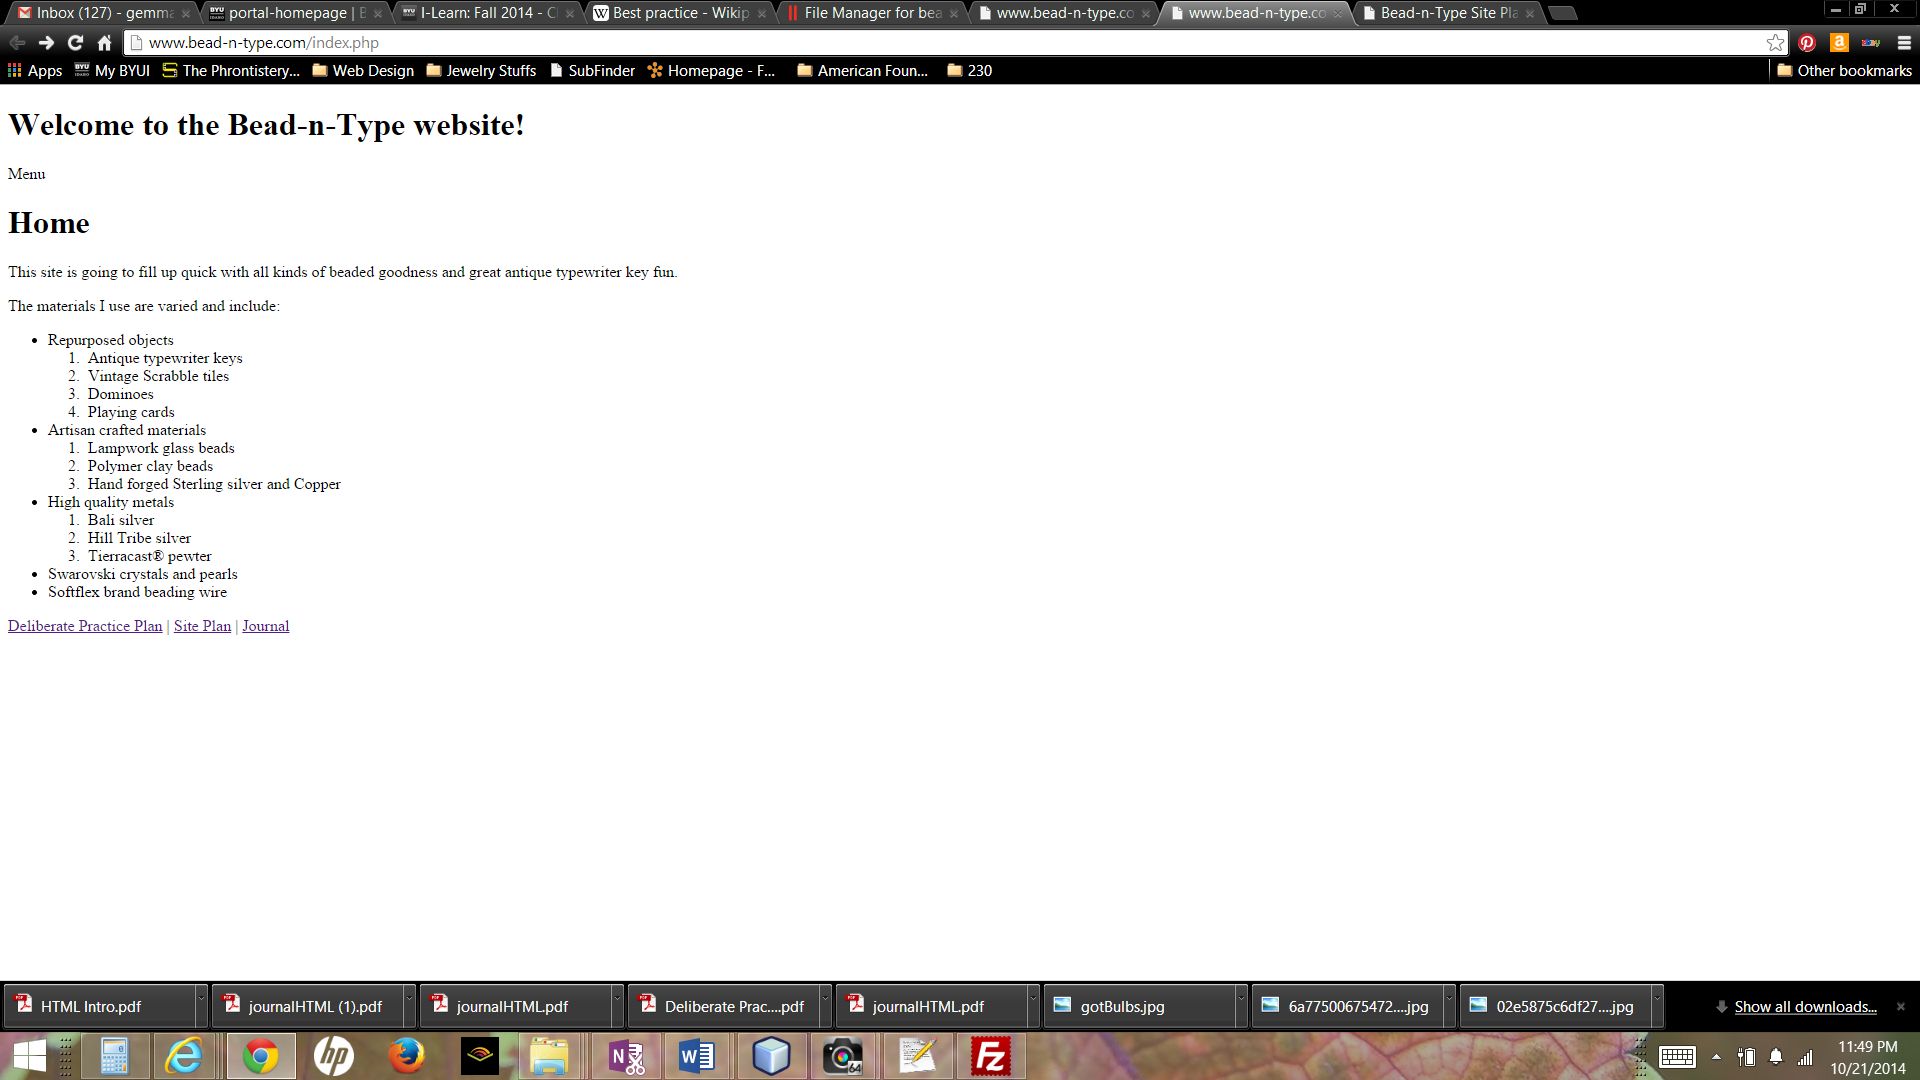 Inbox (127) - gemma
portal-homepage | B
I-Learn: Fall 2014 - C
Best practice - Wikip
File Manager for bea
www.bead-n-type.co
www.bead-n-type.co
Bead-n-Type Site Pla
www.bead-n-type.com/index.php
Apps
My BYUI
The Phrontistery...
Web Design
Jewelry Stuffs
SubFinder
Homepage - F...
American Foun...
230
Other bookmarks
Welcome to the Bead-n-Type website!
Menu
Home
This site is going to fill up quick with all kinds of beaded goodness and great antique typewriter key fun.
The materials I use are varied and include:
• Repurposed objects
1. Antique typewriter keys
2. Vintage Scrabble tiles
3. Dominoes
4. Playing cards
• Artisan crafted materials
1. Lampwork glass beads
2. Polymer clay beads
3. Hand forged Sterling silver and Copper
• High quality metals
1. Bali silver
2. Hill Tribe silver
3. Tierracast® pewter
• Swarovski crystals and pearls
• Softflex brand beading wire
Deliberate Practice Plan | Site Plan | Journal
HTML Intro.pdf
journalHTML (1).pdf
journalHTML.pdf
Deliberate Prac....pdf
journalHTML.pdf
gotBulbs.jpg
6a77500675472....jpg
02e5875c6df27....jpg
Show all downloads...
11:49 PM
10/21/2014